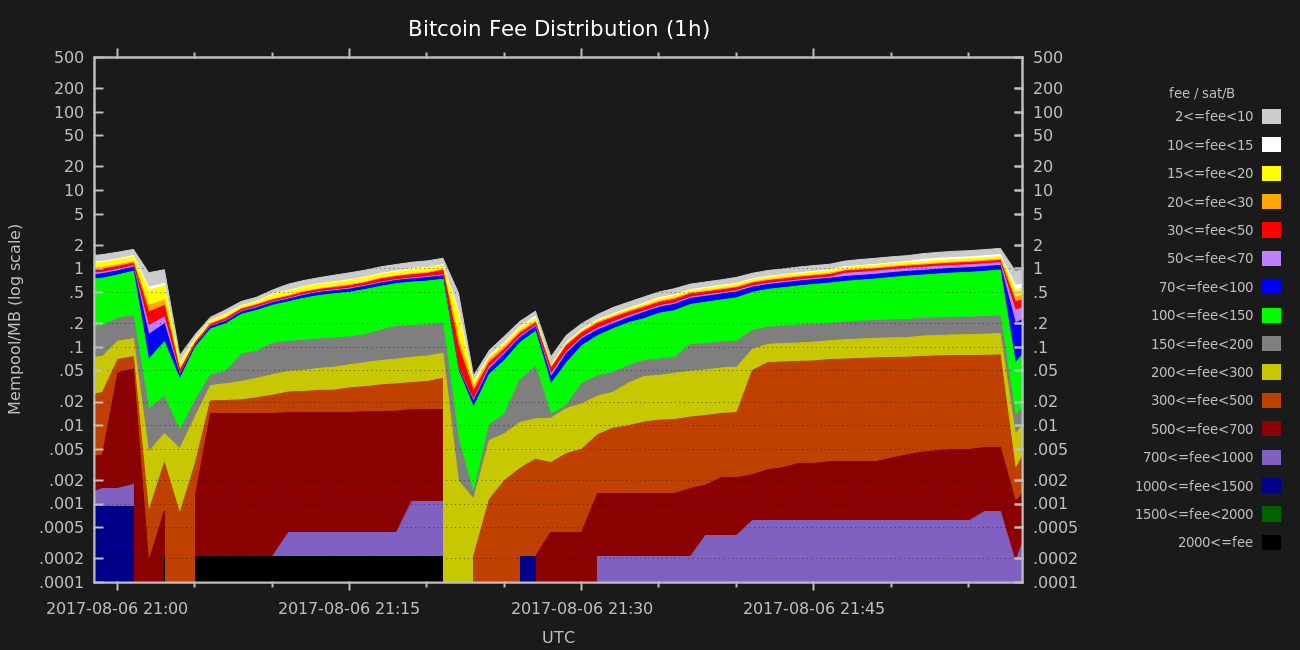 Bitcoin Fee Distribution (1h)
Mempool/MB (log scale)
500
200
100
50
20
10
5
2
1
.5
.2
.1
.05
.02
.01
.005
.002
.001
.0005
.0002
.0001
500
200
100
50
20
10
5
2
1
.5
.2
.1
.05
.02
.01
.005
.002
.001
.0005
.0002
.0001
2017-08-06 21:00
2017-08-06 21:15
2017-08-06 21:30
2017-08-06 21:45
UTC
fee / sat/B
2<=fee<10
10<=fee<15
15<=fee<20
20<=fee<30
30<=fee<50
50<=fee<70
70<=fee<100
100<=fee<150
150<=fee<200
200<=fee<300
300<=fee<500
500<=fee<700
700<=fee<1000
1000<=fee<1500
1500<=fee<2000
2000<=fee